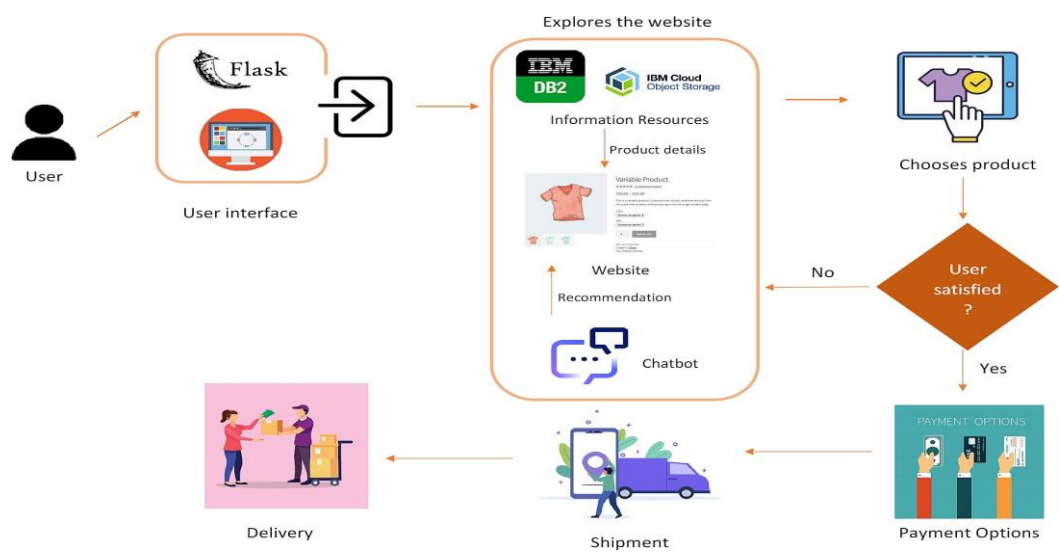 Explores the website
Flask
IBM
DB2
IBM Cloud
Object Storage
Information Resources
Product details
User
User interface
Chooses product
Variable Product
Website
Recommendation
Chatbot
No
User
satisfied
?
Yes
PAYMENT OPTIONS
Payment Options
Shipment
Delivery